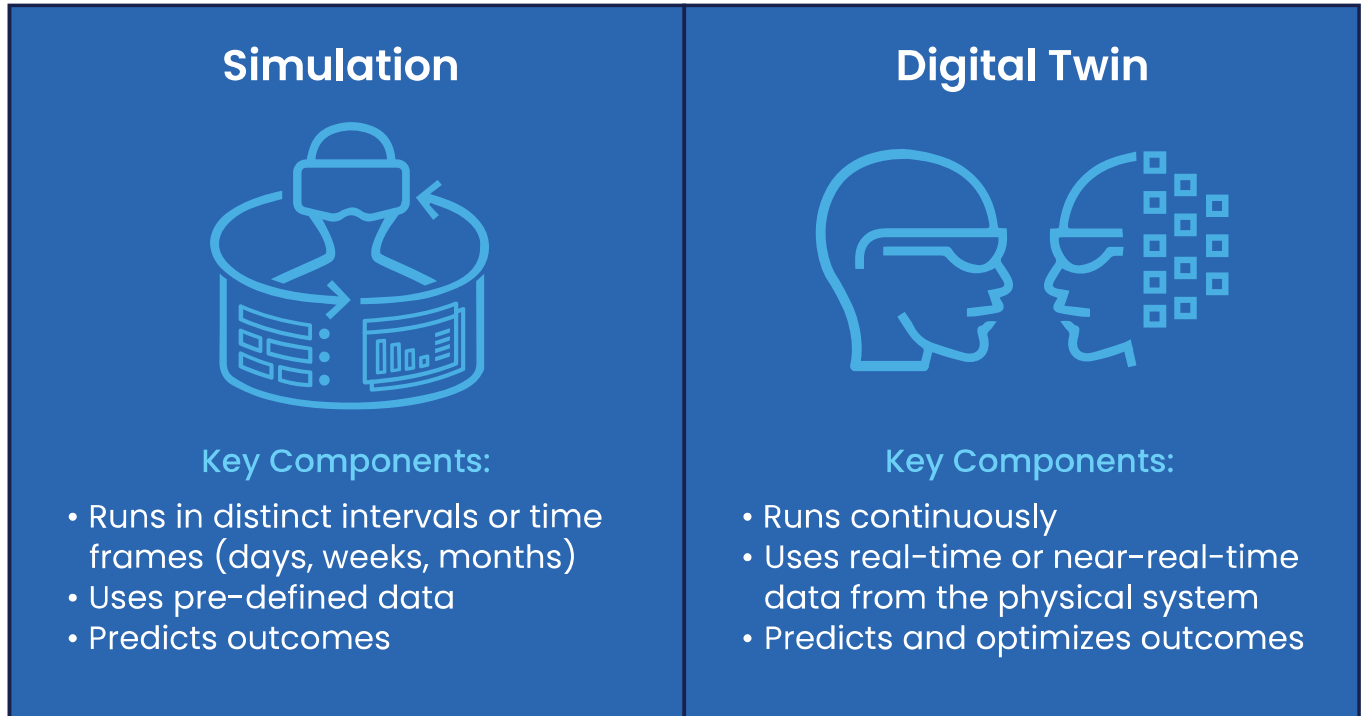 Simulation
Key Components:
• Runs in distinct intervals or time
frames (days, weeks, months)
• Uses pre-defined data
• Predicts outcomes
Digital Twin
Key Components:
• Runs continuously
• Uses real-time or near-real-time
data from the physical system
• Predicts and optimizes outcomes